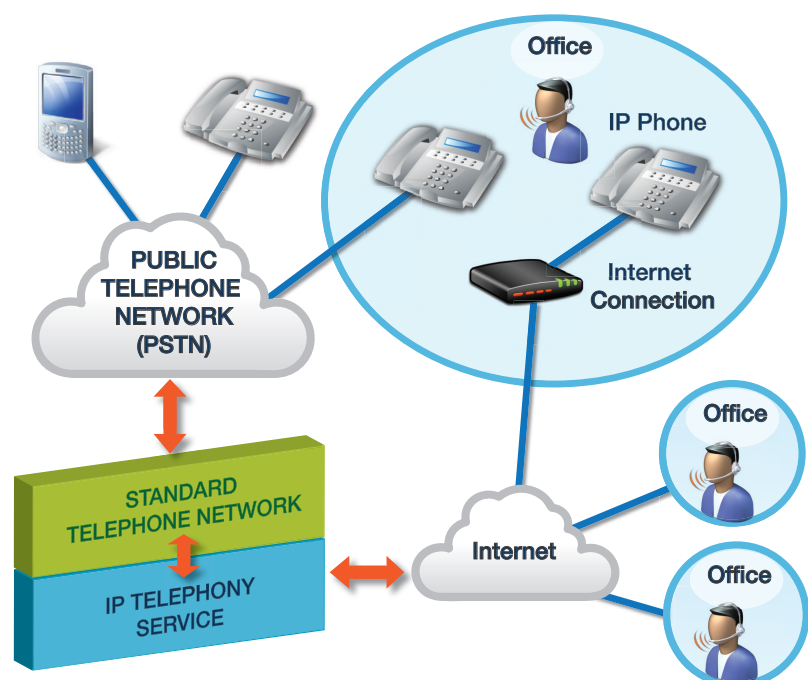 Office
IP Phone
PUBLIC
TELEPHONE
NETWORK
(PSTN)
Internet
Connection
Office
STANDARD
TELEPHONE NETWORK
Internet
IP TELEPHONY
SERVICE
Office